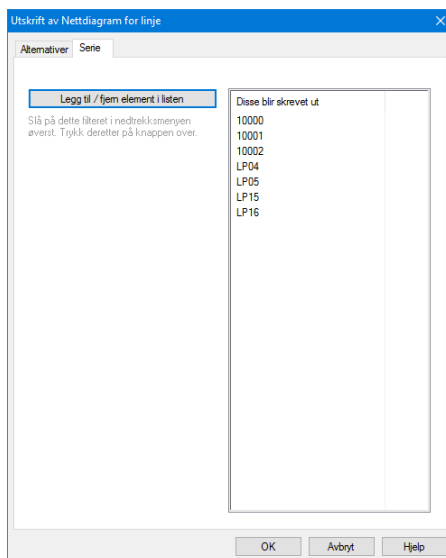 Utskrift av Nettdiagram for linje
Alternativer Serie
Legg til / fjern element i listen
Slå på dette filteret i nedtrekksmenyen
øverst. Trykk deretter på knappen over.
Disse blir skrevet ut
10000
10001
10002
LP04
LP05
LP15
LP16
OK Avbryt Hjelp